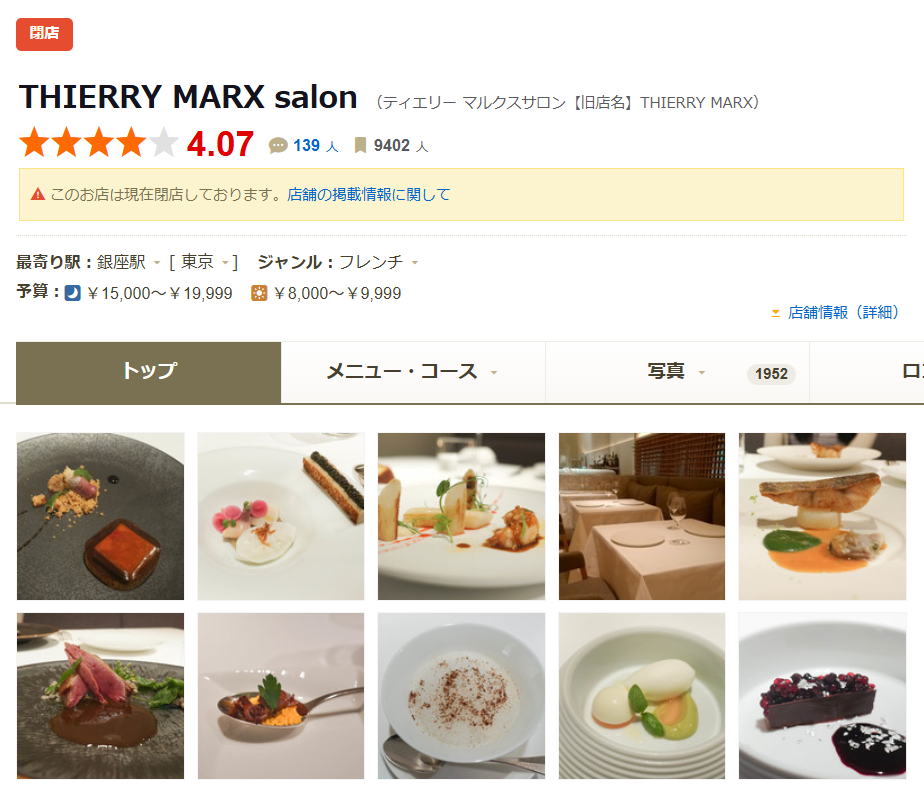 閉店
THIERRY MARX salon （ティエリー マルクスサロン【旧店名】THIERRY MARX）
4.07 139 人 9402 人
このお店は現在閉店しております。店舗の掲載情報に関して
最寄り駅：銀座駅 [ 東京 ] ジャンル：フレンチ
予算： ￥15,000～￥19,999 ￥8,000～￥9,999
店舗情報（詳細）
トップ メニュー・コース 写真 1952